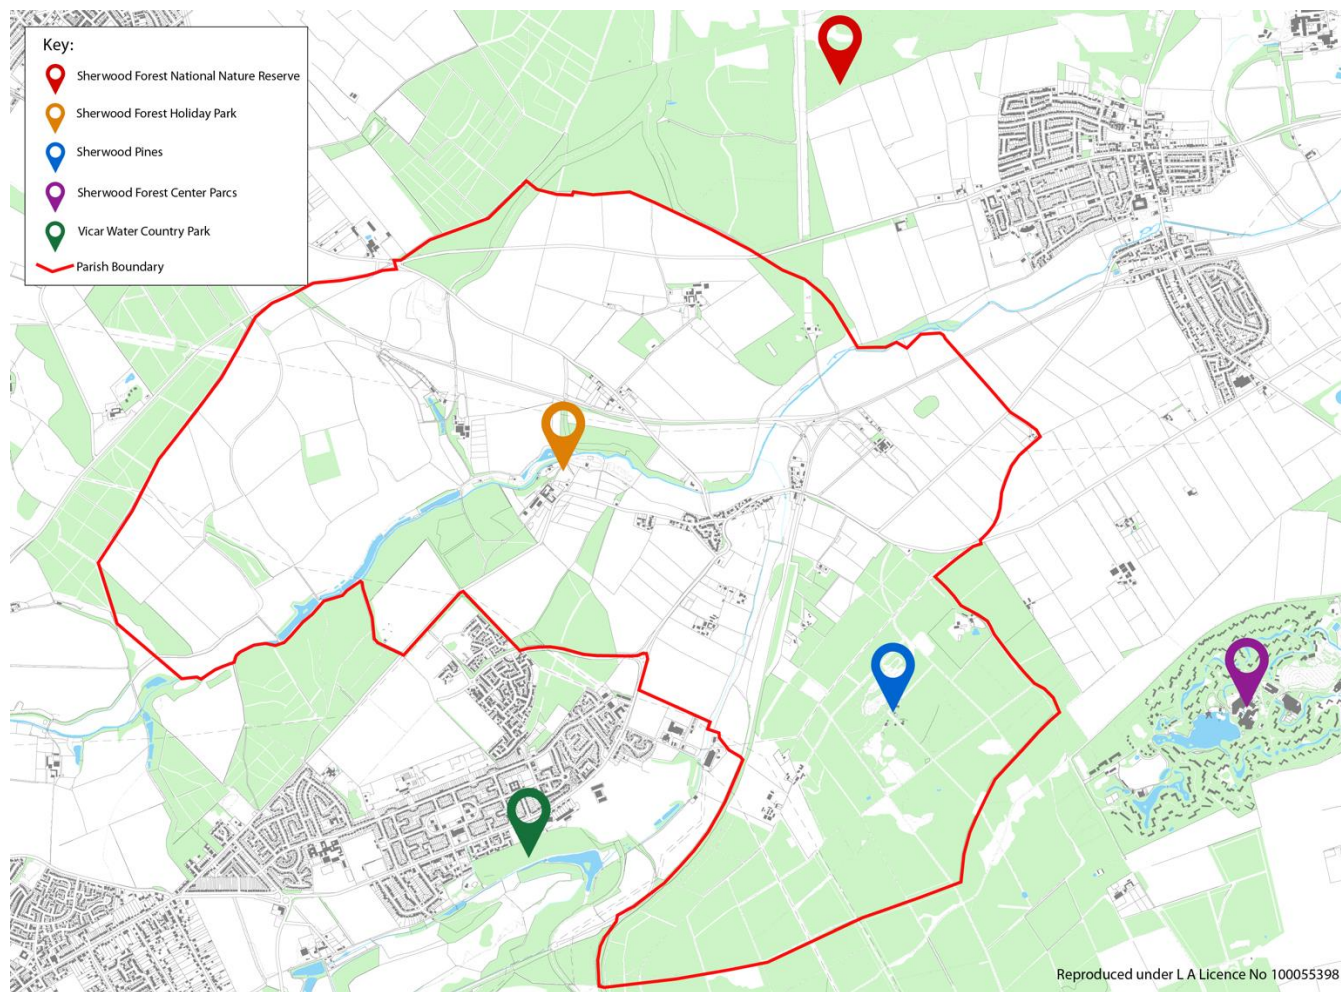 Key:
Sherwood Forest National Nature Reserve
Sherwood Forest Holiday Park
Sherwood Pines
Sherwood Forest Center Parcs
Vicar Water Country Park
Parish Boundary
Reproduced under L A Licence No 100055398